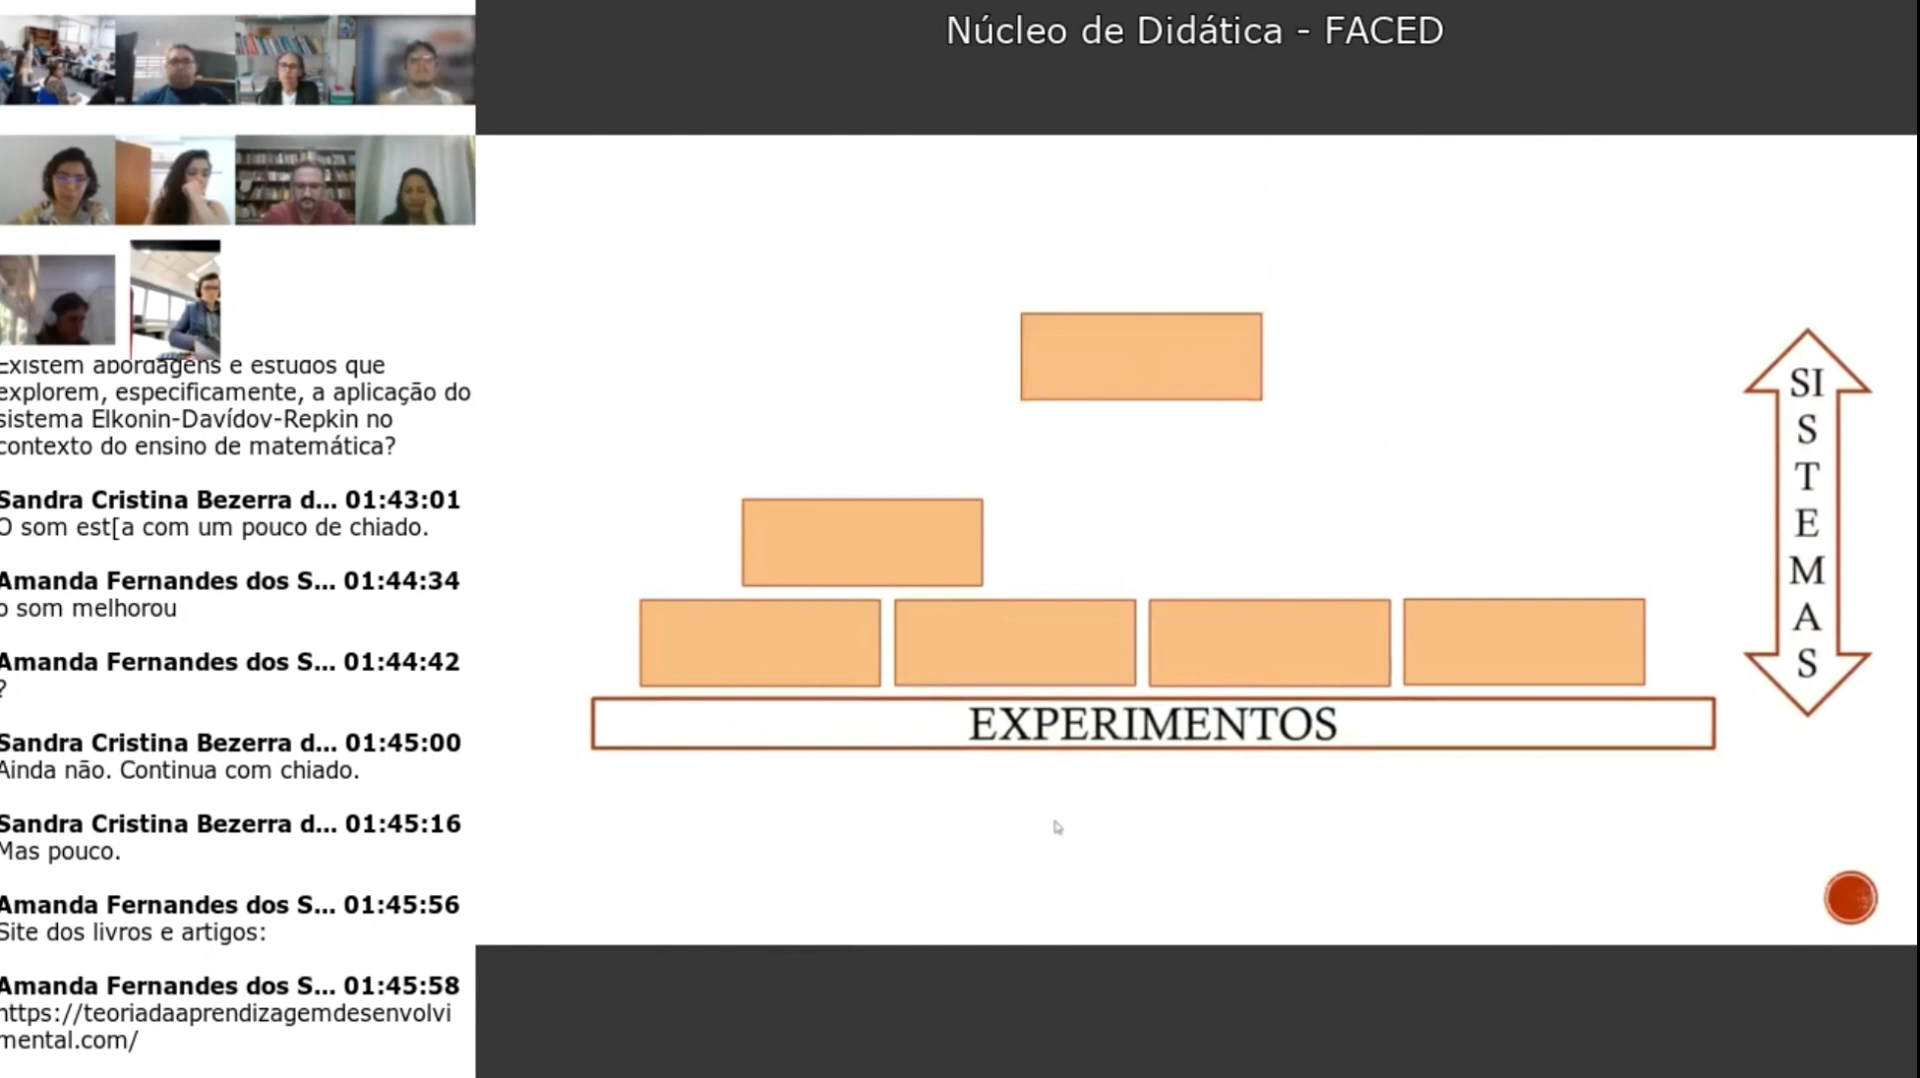 Núcleo de Didática - FACED
Existem abordagens e estudos que
explorem, especificamente, a aplicação do
sistema Elkonin-Davídov-Repkin no
contexto do ensino de matemática?
Sandra Cristina Bezerra d... 01:43:01
O som est[a com um pouco de chiado.
Amanda Fernandes dos S... 01:44:34
o som melhorou
Amanda Fernandes dos S... 01:44:42
?
Sandra Cristina Bezerra d... 01:45:00
Ainda não. Continua com chiado.
Sandra Cristina Bezerra d... 01:45:16
Mas pouco.
Amanda Fernandes dos S... 01:45:56
Site dos livros e artigos:
Amanda Fernandes dos S... 01:45:58
https://teoriadaaprendizagemdesenvolvi
mental.com/
EXPERIMENTOS
SI
S
T
E
M
A
S